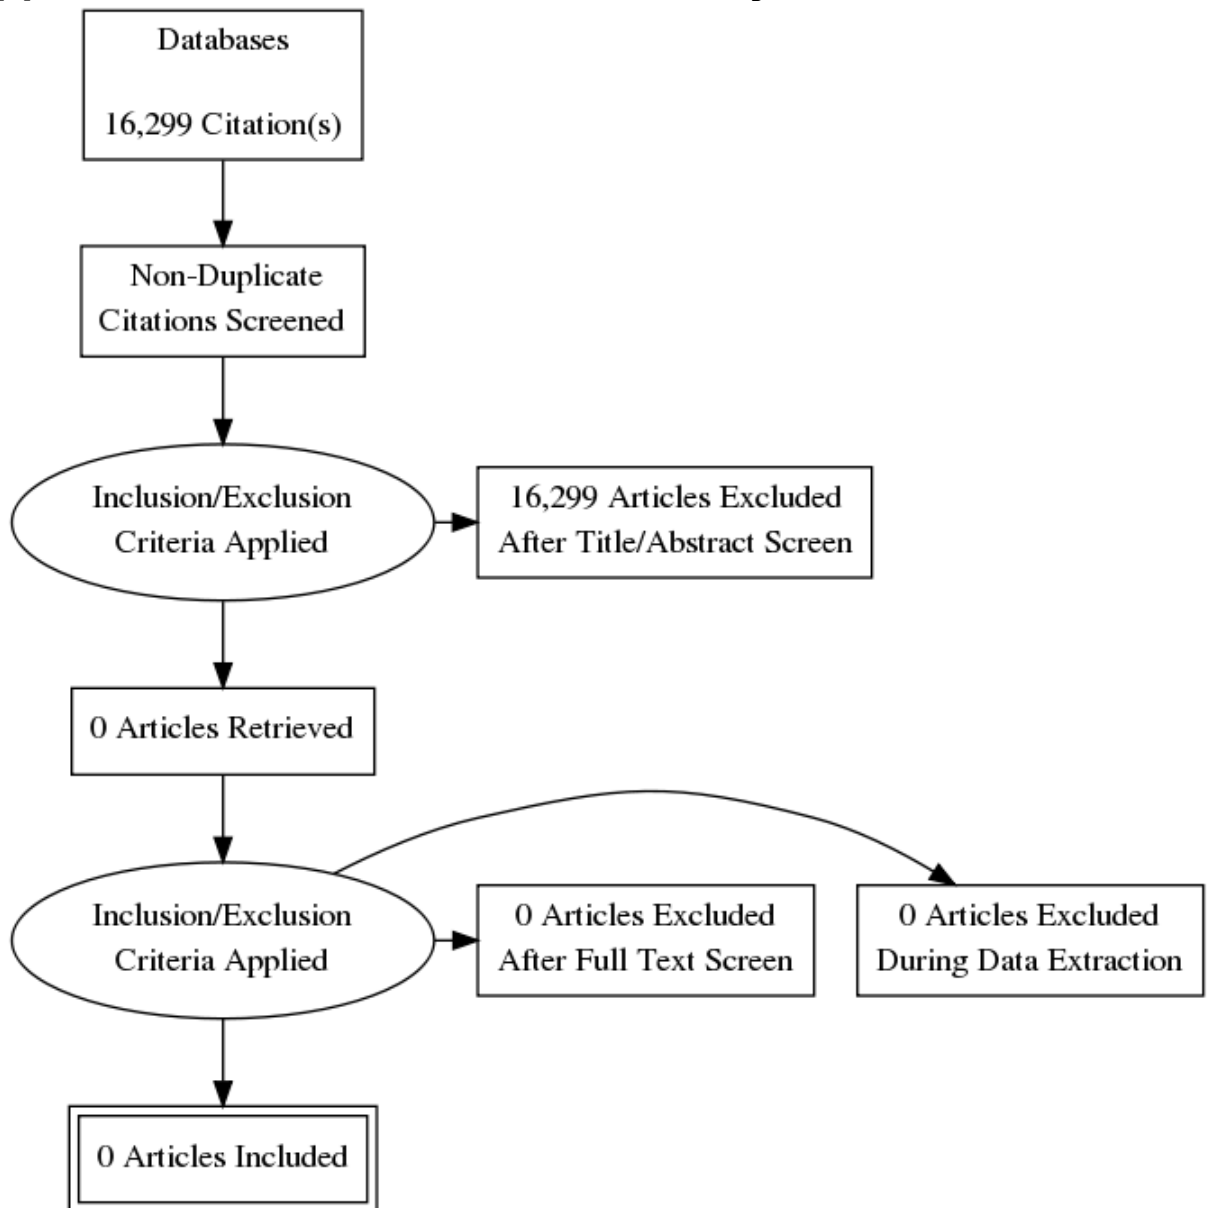 Databases
16,299 Citation(s)
Non-Duplicate
Citations Screened
Inclusion/Exclusion
Criteria Applied
16,299 Articles Excluded
After Title/Abstract Screen
0 Articles Retrieved
Inclusion/Exclusion
Criteria Applied
0 Articles Excluded
After Full Text Screen
0 Articles Excluded
During Data Extraction
0 Articles Included